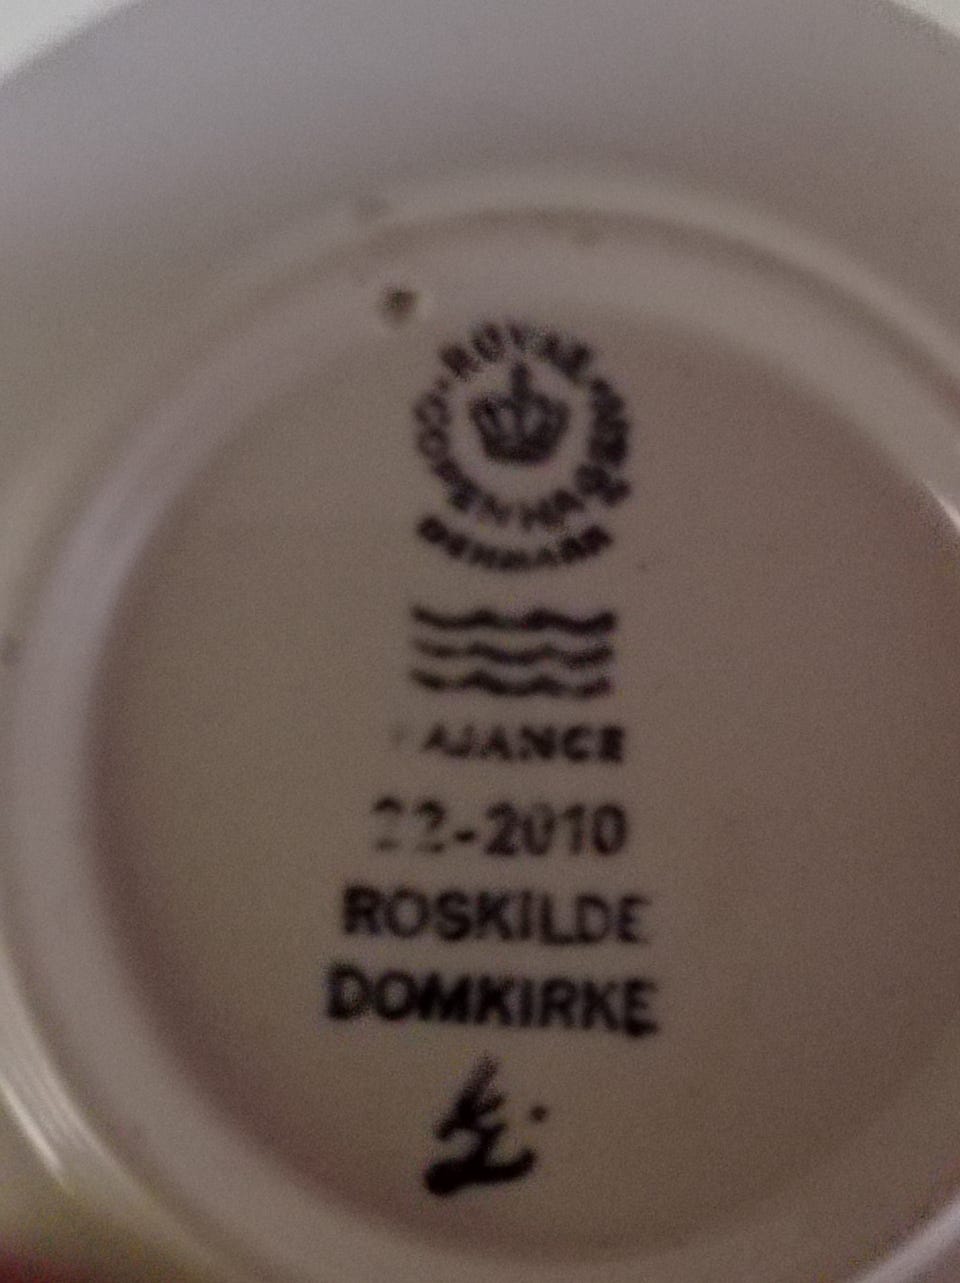 ROYAL COPENHAGEN
DENMARK
FAJANCE
22-2010
ROSKILDE
DOMKIRKE